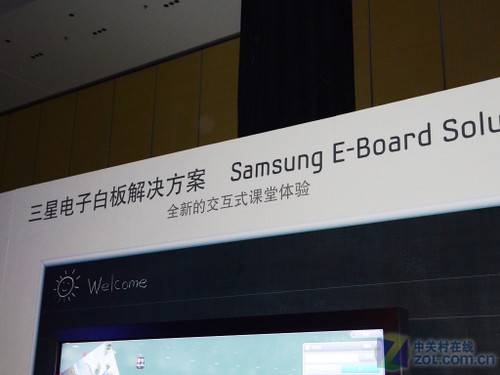 三星电子白板解决方案 Samsung E-Board Solu
全新的交互式课堂体验
Welcome
中关村在线
zol.com.cn